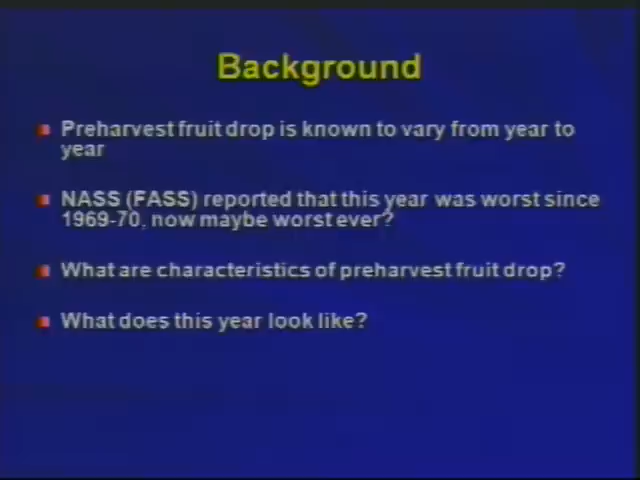 Background
Preharvest fruit drop is known to vary from year to
year
NASS (FASS) reported that this year was worst since
1969-70, now maybe worst ever?
What are characteristics of preharvest fruit drop?
What does this year look like?